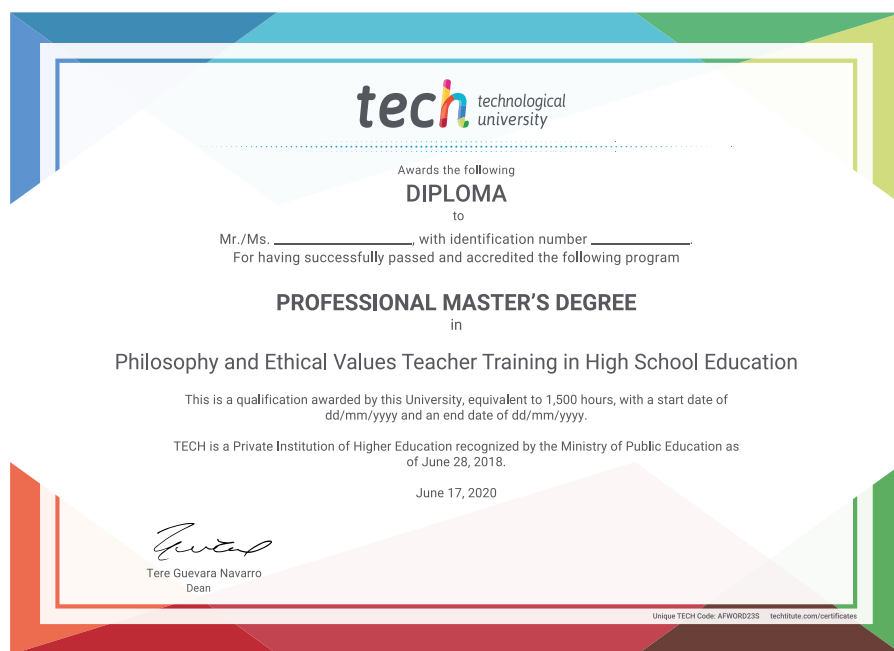 tech technological
university
Awards the following
DIPLOMA
to
Mr./Ms. ________________, with identification number ____________.
For having successfully passed and accredited the following program
PROFESSIONAL MASTER'S DEGREE
in
Philosophy and Ethical Values Teacher Training in High School Education
This is a qualification awarded by this University, equivalent to 1,500 hours, with a start date of
dd/mm/yyyy and an end date of dd/mm/yyyy.
TECH is a Private Institution of Higher Education recognized by the Ministry of Public Education as
of June 28, 2018.
June 17, 2020
Tere Guevara Navarro
Dean
Unique TECH Code: AFWORD23S techtitute.com/certificates